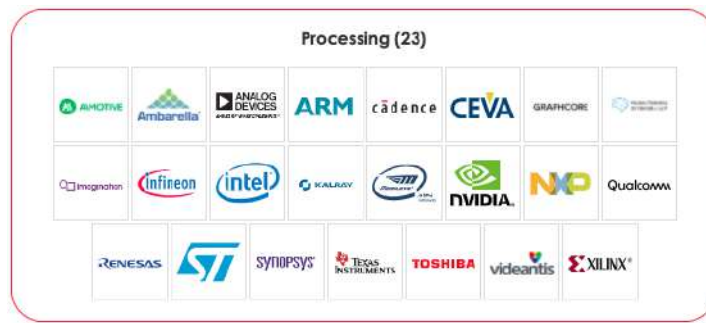 Processing (23)
AIMOTIVE
Ambarella
ANALOG
DEVICES
ARM
cādence
CEVA
GRAPHCORE
imagination
infineon
intel
KALRAY
NVIDIA
NXP
Qualcomm
RENESAS
ST
SYNOPSYS
TEXAS
INSTRUMENTS
TOSHIBA
videantis
XILINX